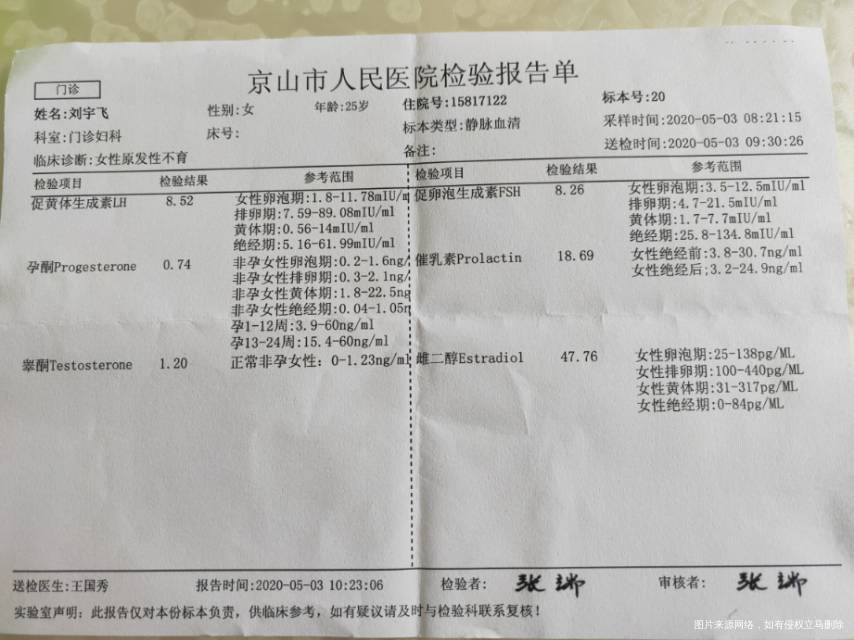 京山市人民医院检验报告单
门诊
姓名:刘宇飞 性别:女 年龄:25岁 住院号:15817122 标本号:20
科室:门诊妇科 床号: 标本类型:静脉血清 采样时间:2020-05-03 08:21:15
临床诊断:女性原发性不育 备注: 送检时间:2020-05-03 09:30:26
检验项目 检验结果 参考范围 检验项目 检验结果 参考范围
促黄体生成素LH 8.52 女性卵泡期:1.8-11.78mIU/m 促卵泡生成素FSH 8.26 女性卵泡期:3.5-12.5mIU/ml
排卵期:7.59-89.08mIU/ml 排卵期:4.7-21.5mIU/ml
黄体期:0.56-14mIU/ml 黄体期:1.7-7.7mIU/ml
绝经期:5.16-61.99mIU/ml 绝经期:25.8-134.8mIU/ml
孕酮Progesterone 0.74 非孕女性卵泡期:0.2-1.6ng/ 催乳素Prolactin 18.69 女性绝经前:3.8-30.7ng/ml
非孕女性排卵期:0.3-2.1ng/ 女性绝经后;3.2-24.9ng/ml
非孕女性黄体期:1.8-22.5ng
非孕女性绝经期:0.04-1.05n
孕1-12周:3.9-60ng/ml
孕13-24周:15.4-60ng/ml
睾酮Testosterone 1.20 正常非孕女性: 0-1.23ng/ml 雌二醇Estradiol 47.76 女性卵泡期:25-138pg/ML
女性排卵期:100-440pg/ML
女性黄体期:31-317pg/ML
女性绝经期:0-84pg/ML
送检医生:王国秀 报告时间:2020-05-03 10:23:06 检验者: 审核者:
实验室声明: 此报告仅对本份标本负责, 供临床参考, 如有疑议请及时与检验科联系复核!
图片来源网络,如有侵权立马删除